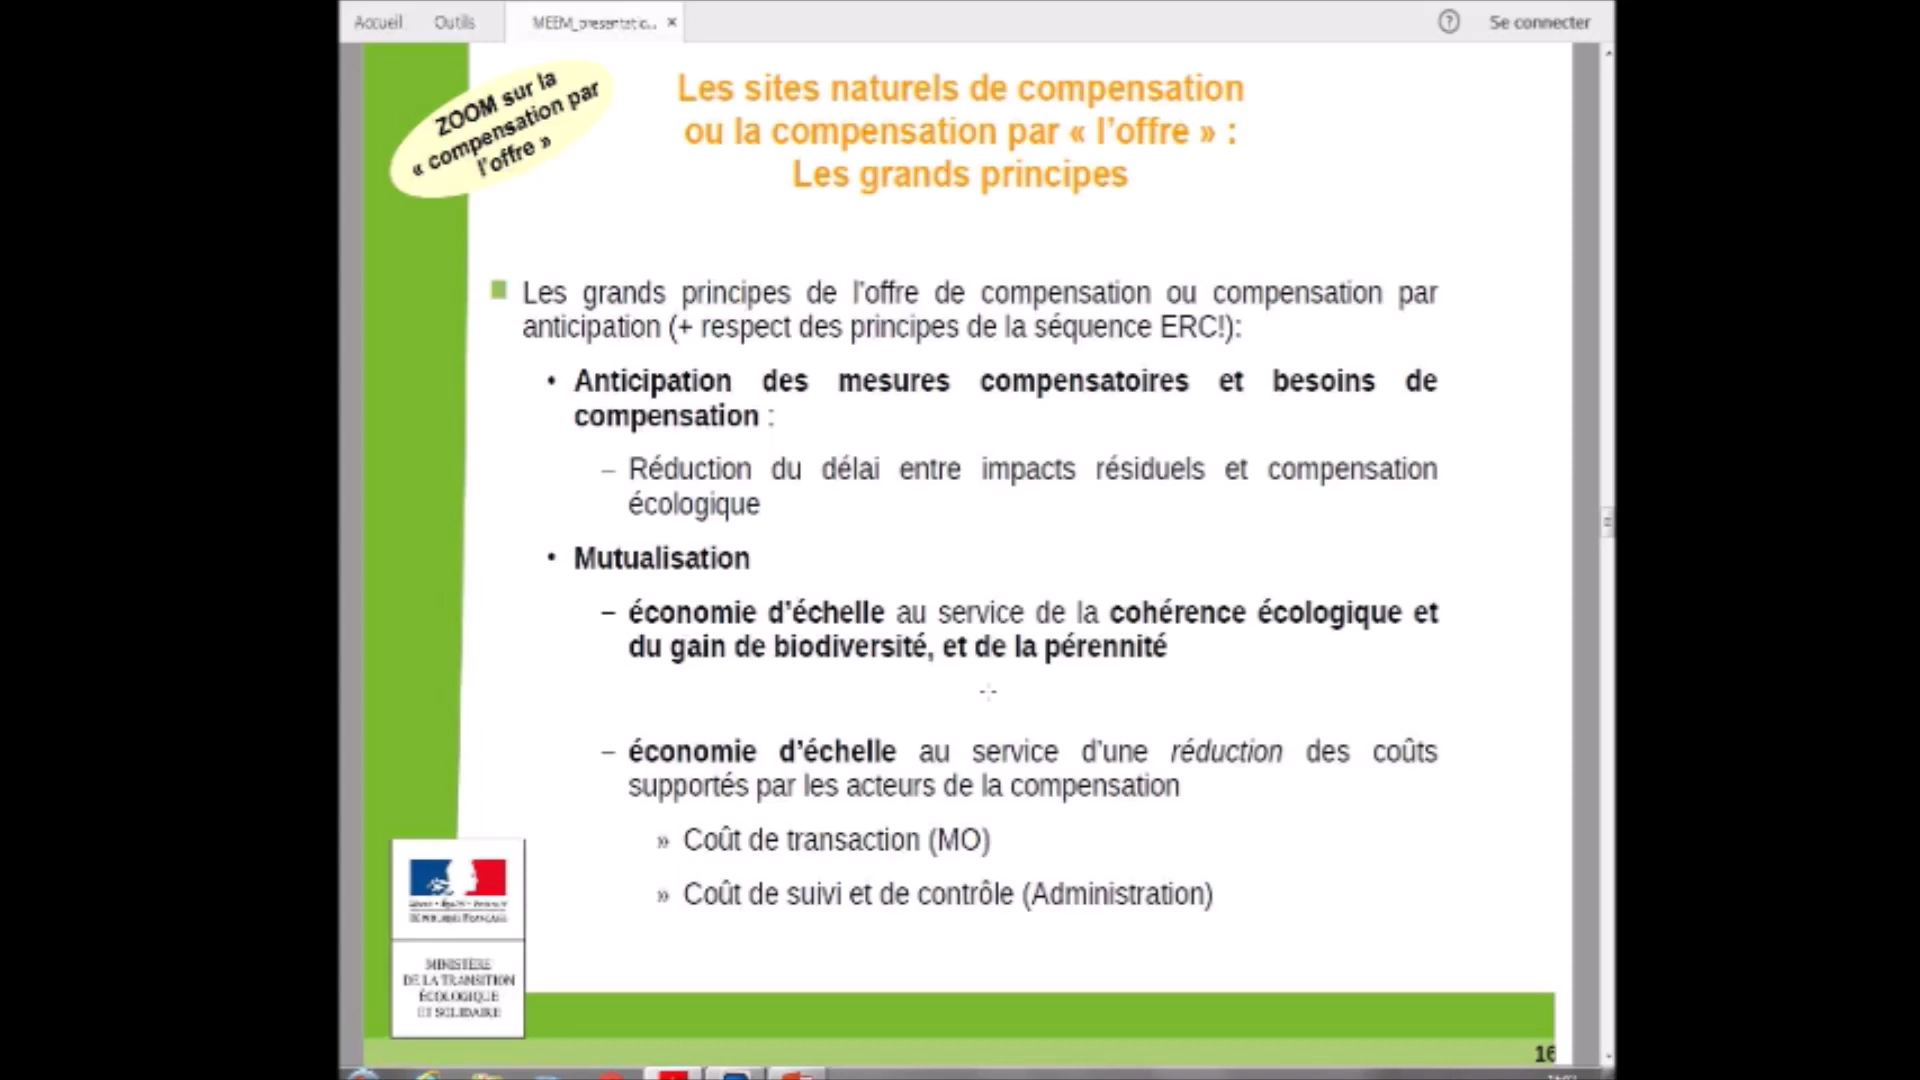 Accueil Outils MEEM_presentatio... × ? Se connecter
ZOOM sur la
« compensation par
l'offre »
Les sites naturels de compensation
ou la compensation par « l'offre » :
Les grands principes
Les grands principes de l'offre de compensation ou compensation par
anticipation (+ respect des principes de la séquence ERC!):
• Anticipation des mesures compensatoires et besoins de
compensation :
– Réduction du délai entre impacts résiduels et compensation
écologique
• Mutualisation
– économie d'échelle au service de la cohérence écologique et
du gain de biodiversité, et de la pérennité
– économie d'échelle au service d'une réduction des coûts
supportés par les acteurs de la compensation
» Coût de transaction (MO)
» Coût de suivi et de contrôle (Administration)
RÉPUBLIQUE FRANÇAISE
MINISTÈRE
DE LA TRANSITION
ÉCOLOGIQUE
ET SOLIDAIRE
16